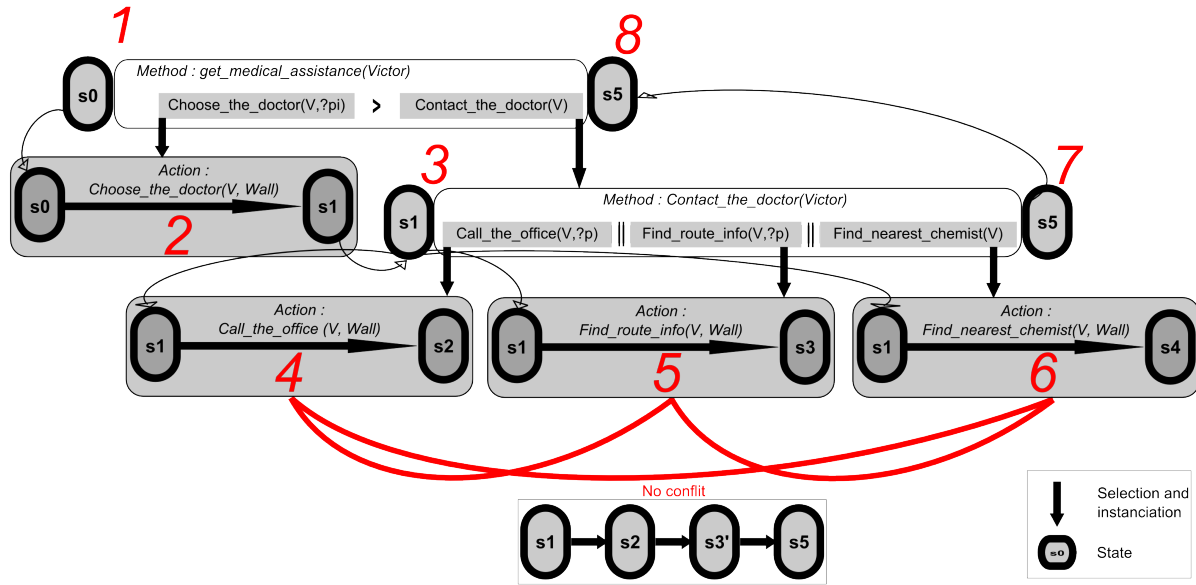 1
8
Method : get_medical_assistance(Victor)
s0
Choose_the_doctor(V,?pi) > Contact_the_doctor(V)
s5
3
7
Action :
Choose_the_doctor(V, Wall)
s0
s1
2
Method : Contact_the_doctor(Victor)
s1
Call_the_office(V,?p) || Find_route_info(V,?p) || Find_nearest_chemist(V)
s5
Action :
Call_the_office (V, Wall)
s1
s2
4
Action :
Find_route_info(V, Wall)
s1
s3
5
Action :
Find_nearest_chemist(V, Wall)
s1
s4
6
No conflit
s1
s2
s3'
s5
Selection and
instanciation
s0
State